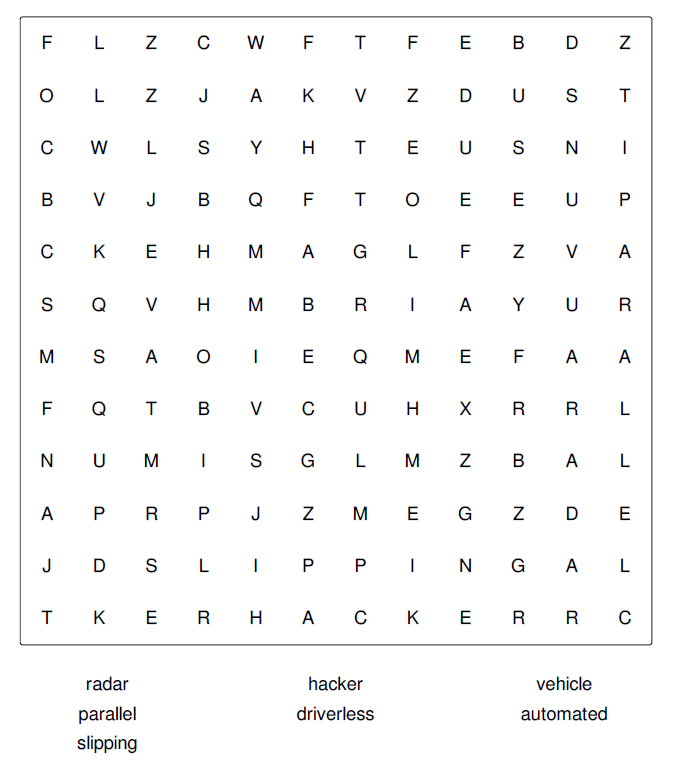 F L Z C W F T F E B D Z
O L Z J A K V Z D U S T
C W L S Y H T E U S N I
B V J B Q F T O E E U P
C K E H M A G L F Z V A
S Q V H M B R I A Y U R
M S A O I E Q M E F A A
F Q T B V C U H X R R L
N U M I S G L M Z B A L
A P R P J Z M E G Z D E
J D S L I P P I N G A L
T K E R H A C K E R R C
radar hacker vehicle
parallel driverless automated
slipping